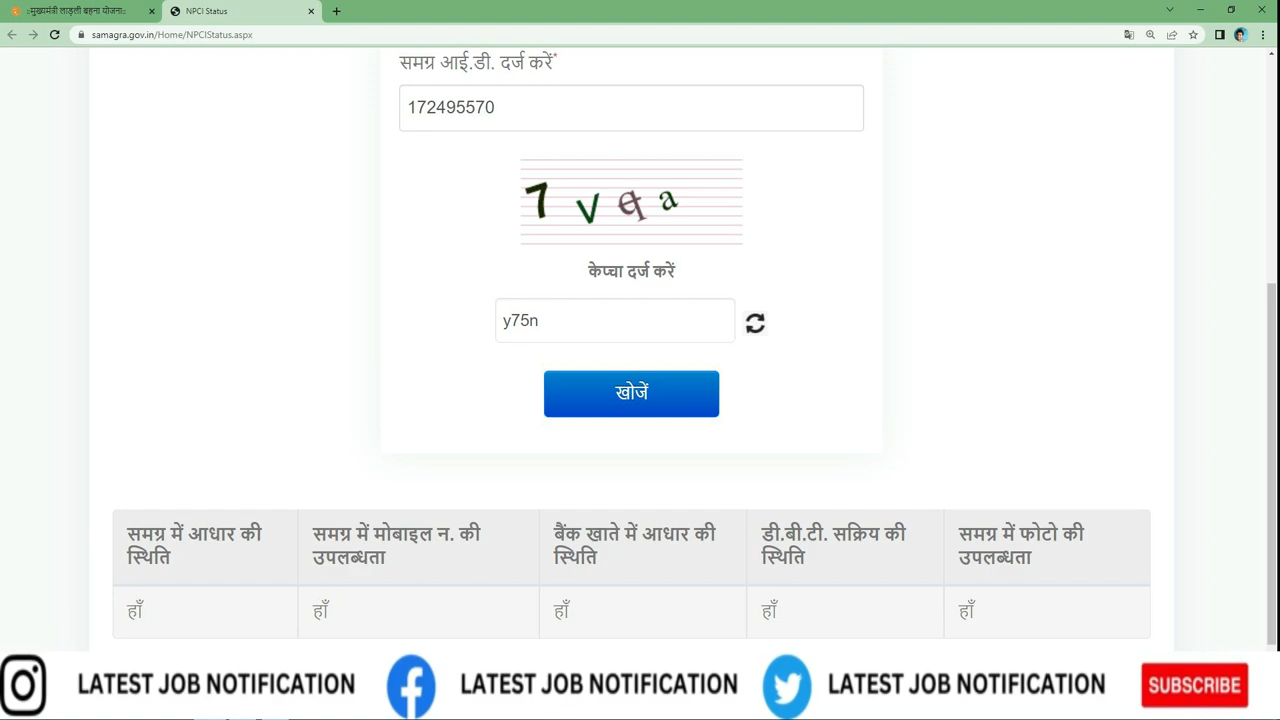 :मुख्यमंत्री लाड़ली बहना योजना:
NPCI Status
samagra.gov.in/Home/NPCIStatus.aspx
समग्र आई.डी. दर्ज करें*
172495570
7 v q a
केप्चा दर्ज करें
y75n
खोजें
समग्र में आधार की स्थिति
समग्र में मोबाइल न. की उपलब्धता
बैंक खाते में आधार की स्थिति
डी.बी.टी. सक्रिय की स्थिति
समग्र में फोटो की उपलब्धता
हाँ हाँ हाँ हाँ हाँ
LATEST JOB NOTIFICATION LATEST JOB NOTIFICATION LATEST JOB NOTIFICATION SUBSCRIBE